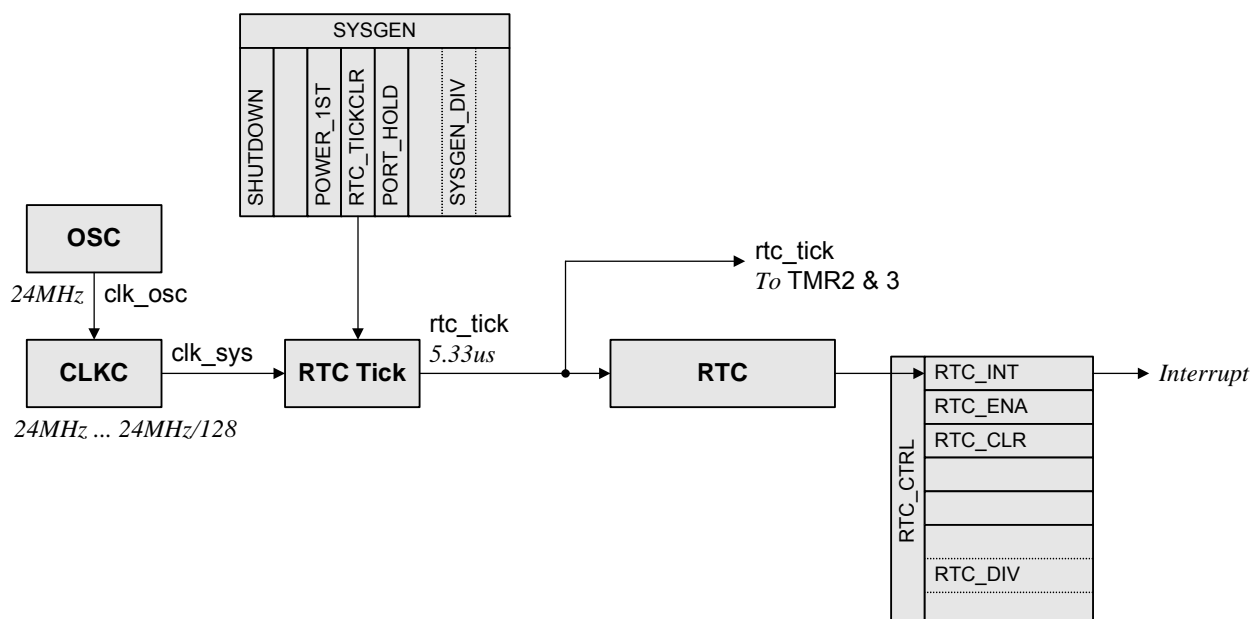 SYSGEN
SHUTDOWN
POWER_1ST
RTC_TICKCLR
PORT_HOLD
SYSGEN_DIV
OSC
24MHz clk_osc
CLKC
24MHz ... 24MHz/128
clk_sys
RTC Tick
rtc_tick
5.33us
rtc_tick
To TMR2 & 3
RTC
RTC_CTRL
RTC_INT
RTC_ENA
RTC_CLR
RTC_DIV
Interrupt